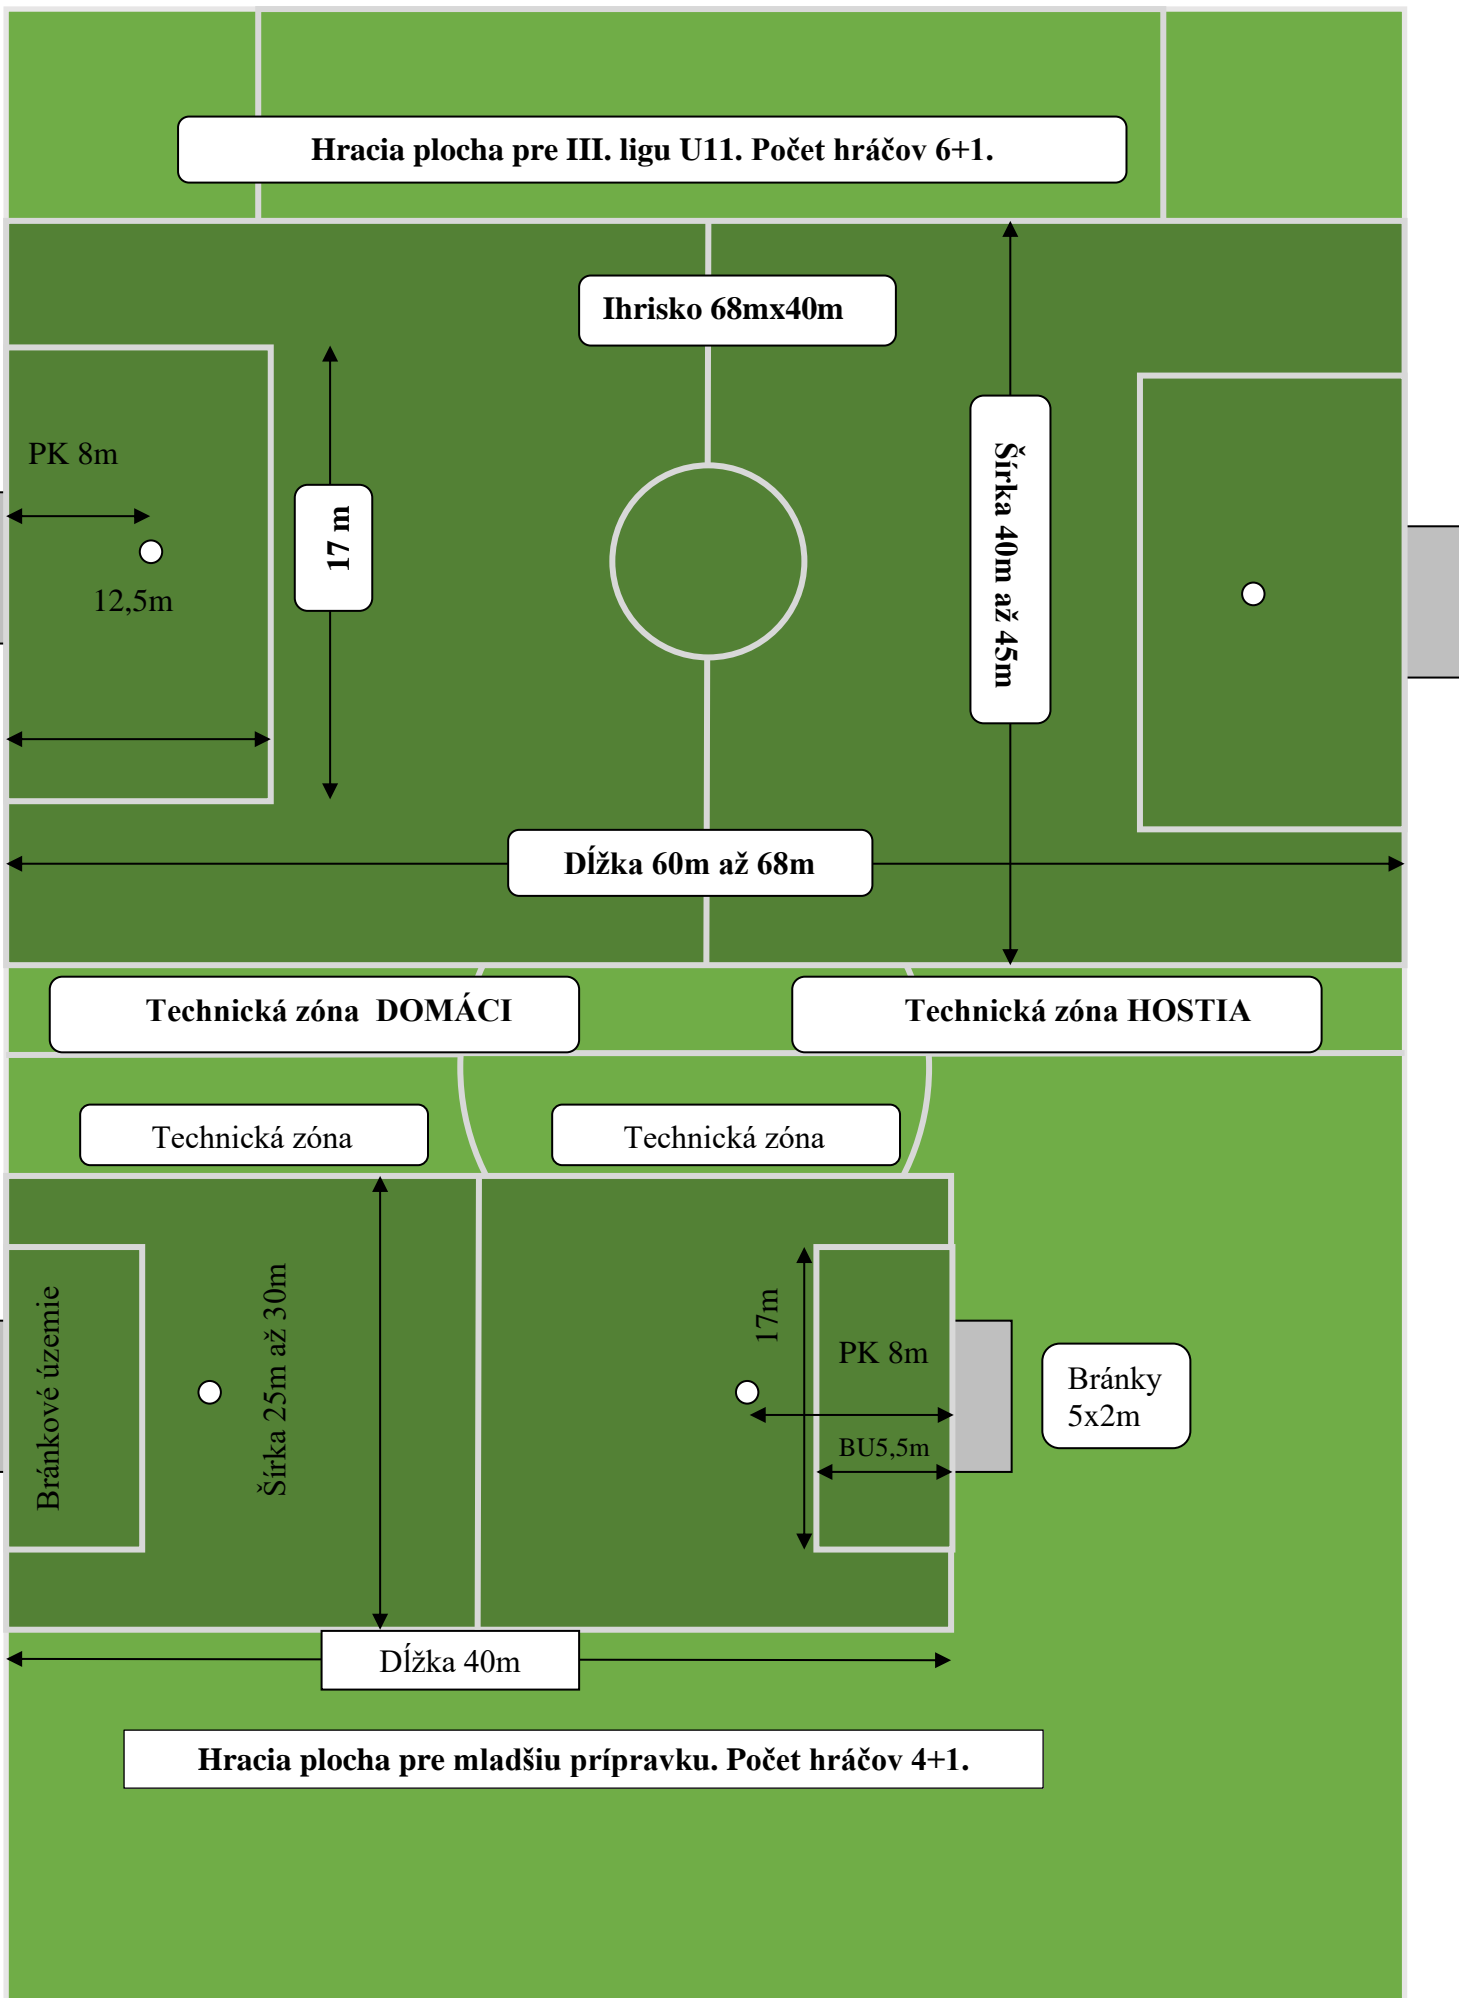 Hracia plocha pre III. ligu U11. Počet hráčov 6+1.
Ihrisko 68mx40m
PK 8m
17 m
Šírka 40m až 45m
12,5m
Dĺžka 60m až 68m
Technická zóna  DOMÁCI
Technická zóna HOSTIA
Technická zóna
Technická zóna
Bránkové územie
Šírka 25m až 30m
17m
PK 8m
BU5,5m
Bránky
5x2m
Dĺžka 40m
Hracia plocha pre mladšiu prípravku. Počet hráčov 4+1.